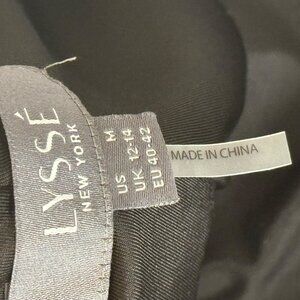 LYSSÉ
NEW YORK
M
US
UK 12-14
EU 40-42
MADE IN CHINA